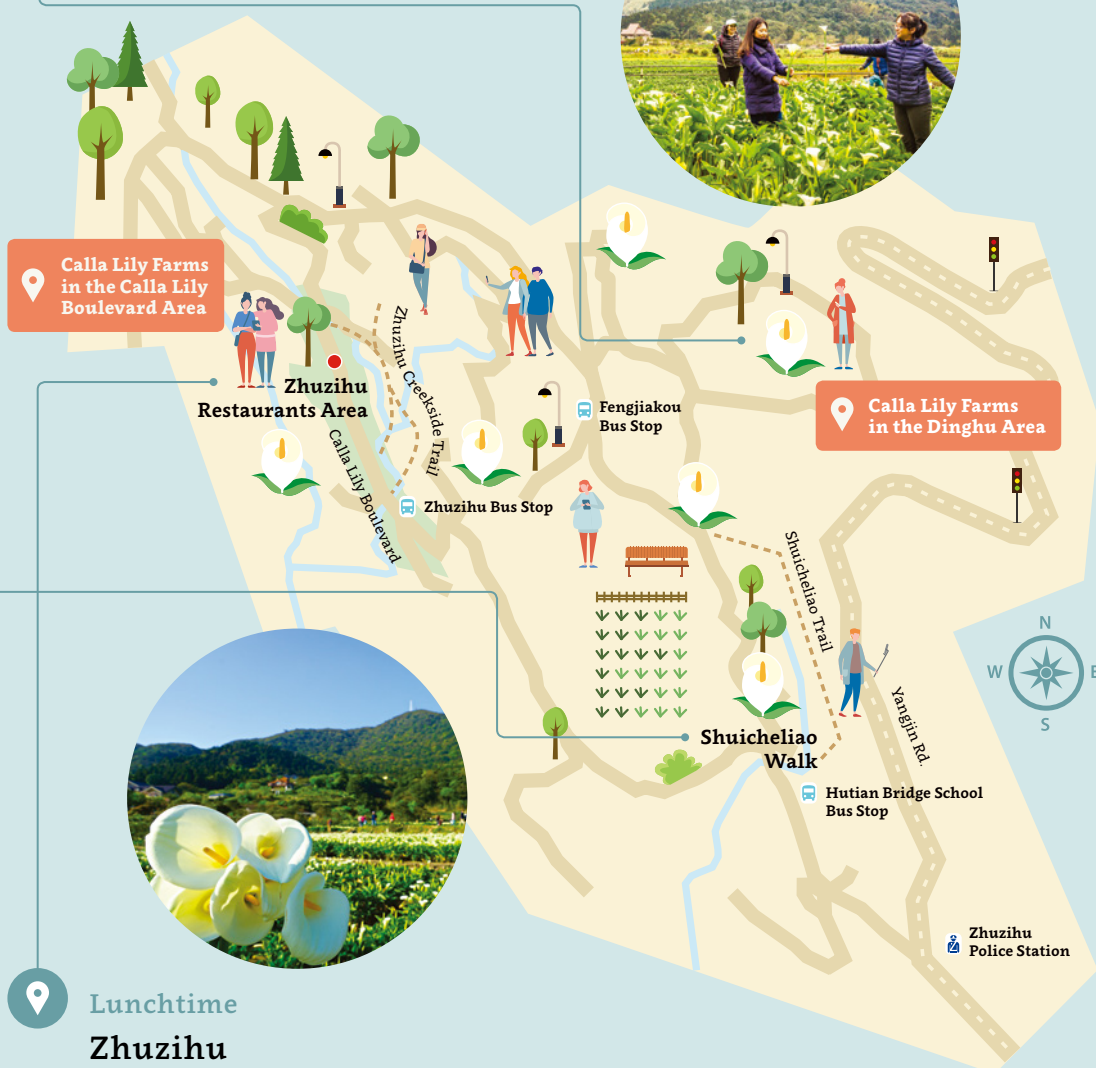 Calla Lily Farms
in the Calla Lily
Boulevard Area
Zhuzihu
Restaurants Area
Zhuzihu Creekside Trail
Calla Lily Boulevard
Fengjiakou
Bus Stop
Zhuzihu Bus Stop
Calla Lily Farms
in the Dinghu Area
Shuicheliao Trail
N
W
E
S
Yangjin Rd.
Shuicheliao
Walk
Hutian Bridge School
Bus Stop
Zhuzihu
Police Station
Lunchtime
Zhuzihu